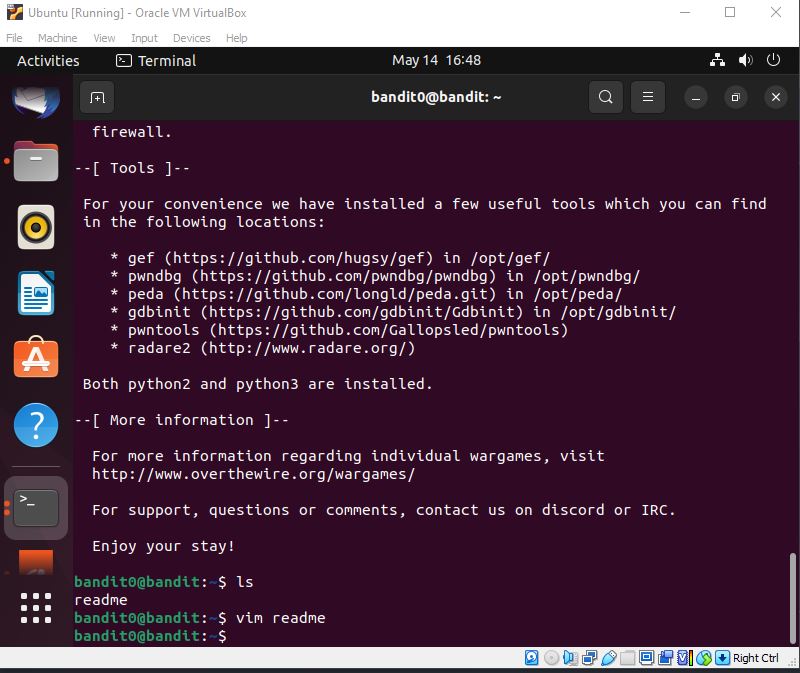 Ubuntu [Running] - Oracle VM VirtualBox
File Machine View Input Devices Help
Activities Terminal May 14 16:48
bandit0@bandit: ~
firewall.
--[ Tools ]--
For your convenience we have installed a few useful tools which you can find
in the following locations:
* gef (https://github.com/hugsy/gef) in /opt/gef/
* pwndbg (https://github.com/pwndbg/pwndbg) in /opt/pwndbg/
* peda (https://github.com/longld/peda.git) in /opt/peda/
* gdbinit (https://github.com/gdbinit/Gdbinit) in /opt/gdbinit/
* pwntools (https://github.com/Gallopsled/pwntools)
* radare2 (http://www.radare.org/)
Both python2 and python3 are installed.
--[ More information ]--
For more information regarding individual wargames, visit
http://www.overthewire.org/wargames/
For support, questions or comments, contact us on discord or IRC.
Enjoy your stay!
bandit0@bandit:~$ ls
readme
bandit0@bandit:~$ vim readme
bandit0@bandit:~$
Right Ctrl